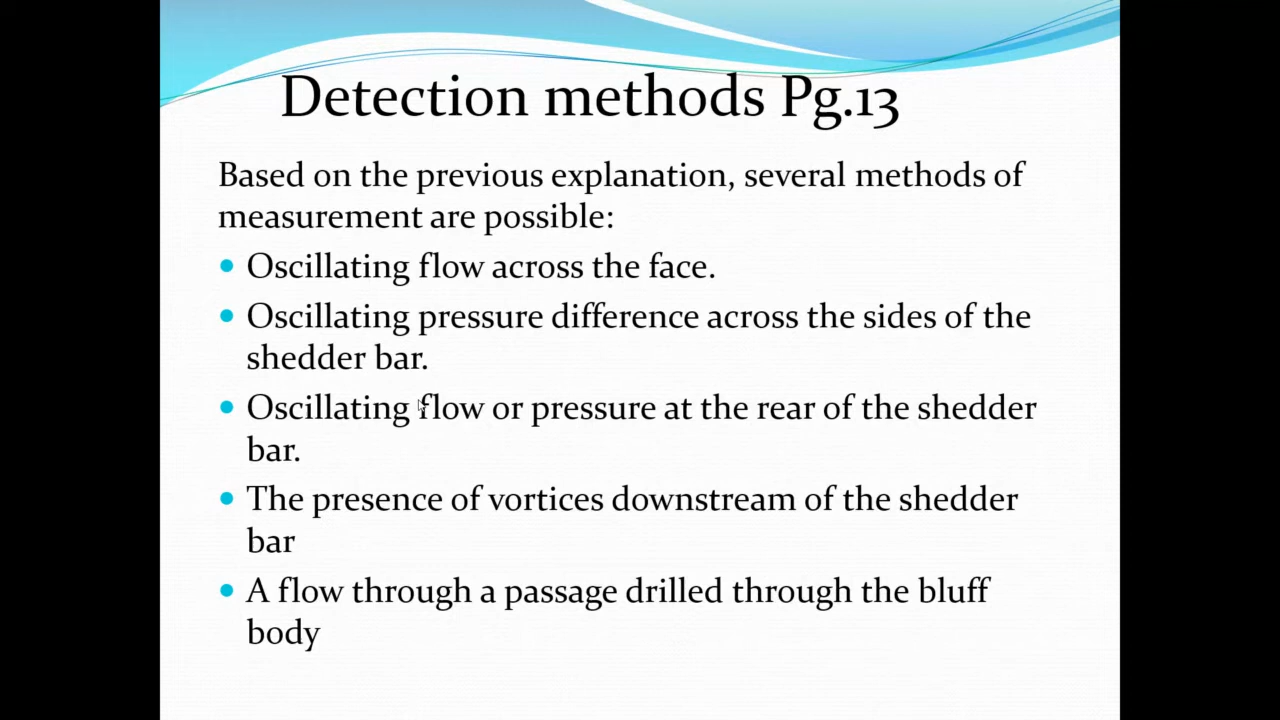 Detection methods Pg.13
Based on the previous explanation, several methods of
measurement are possible:
• Oscillating flow across the face.
• Oscillating pressure difference across the sides of the
shedder bar.
• Oscillating flow or pressure at the rear of the shedder
bar.
• The presence of vortices downstream of the shedder
bar
• A flow through a passage drilled through the bluff
body